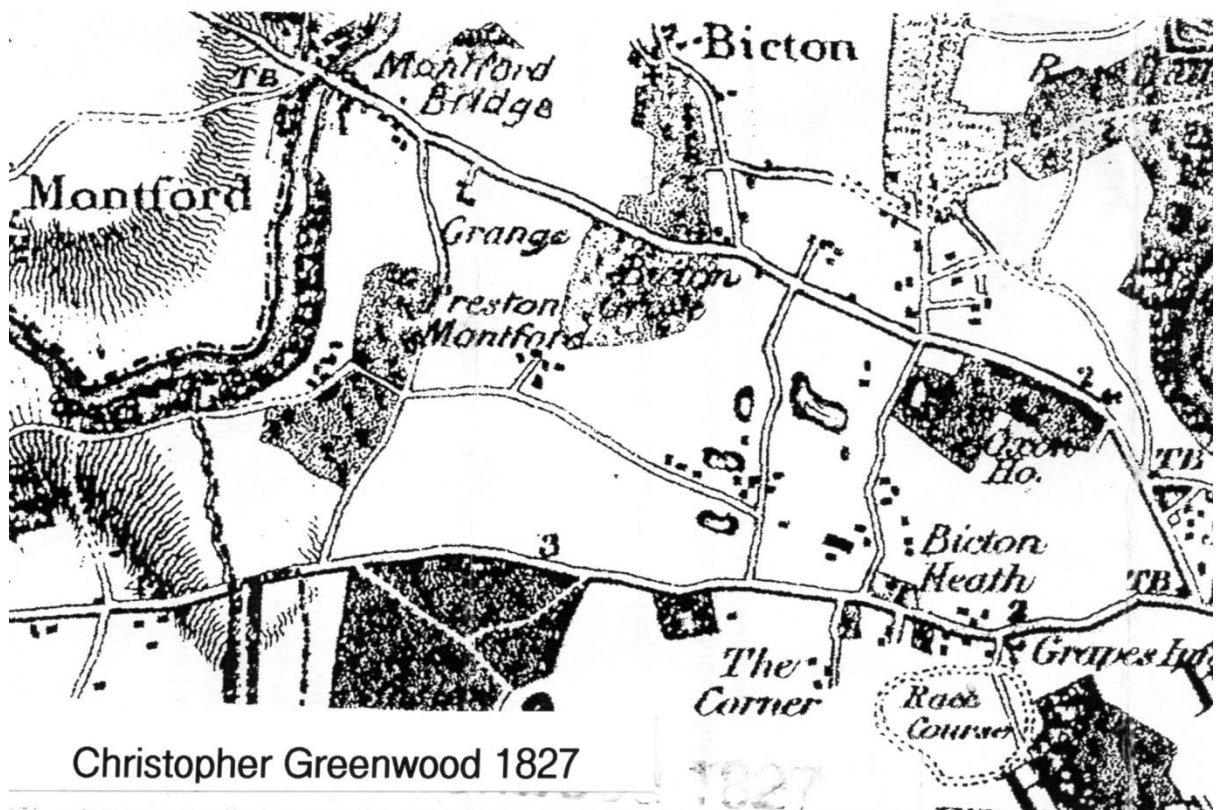 Bicton
TB
Montford
Bridge
Montford
Grange
Bicton
Preston
Montford
2
Oxon
Ho.
TB
3
Bicton
Heath
TB
2
The
Corner
Grapes
Race
Course
Christopher Greenwood 1827
1827